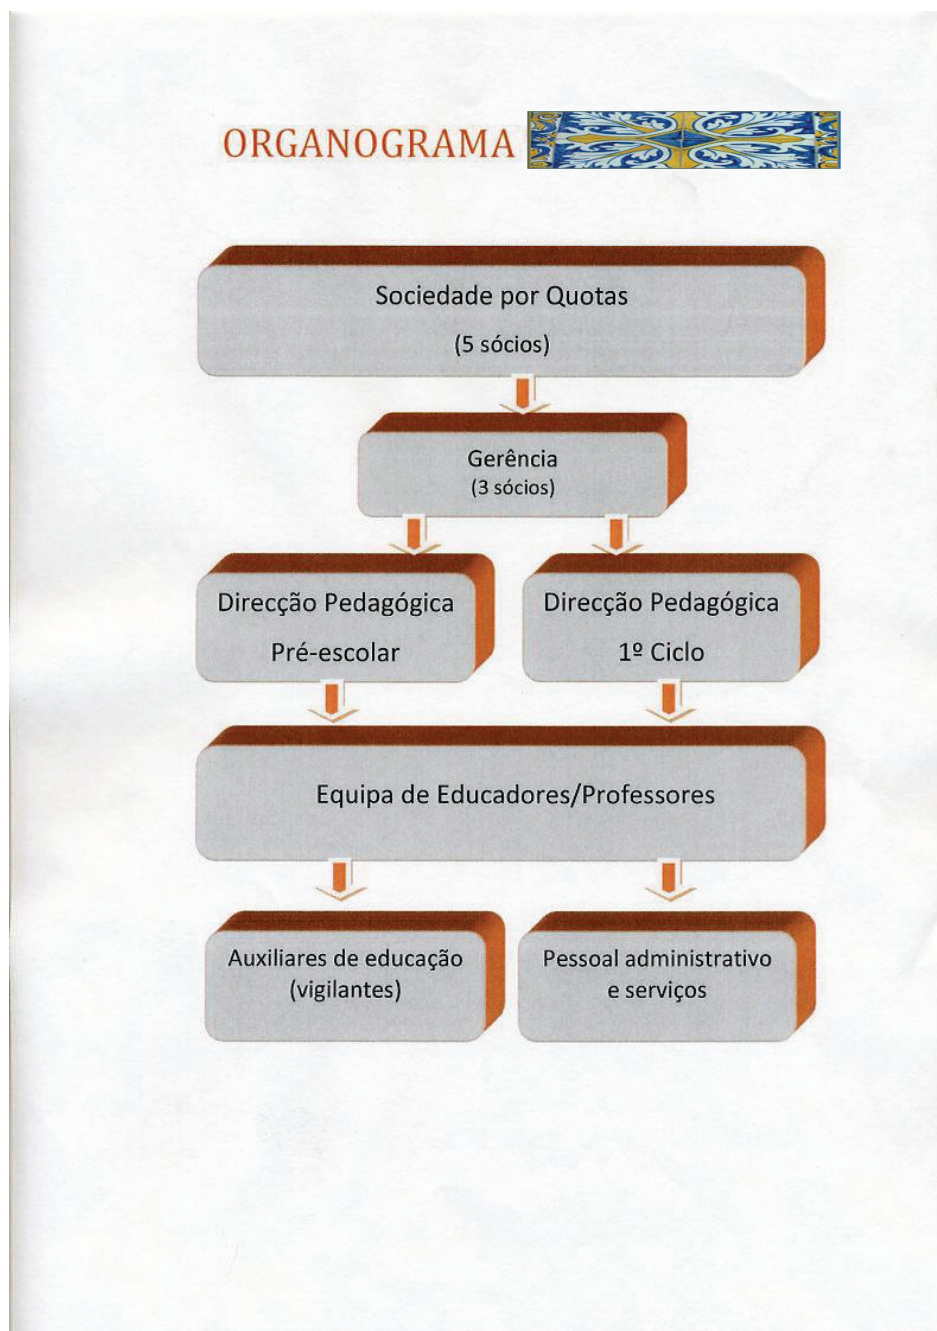 ORGANOGRAMA
Sociedade por Quotas
(5 sócios)
Gerência
(3 sócios)
Direcção Pedagógica
Pré-escolar
Direcção Pedagógica
1º Ciclo
Equipa de Educadores/Professores
Auxiliares de educação
(vigilantes)
Pessoal administrativo
e serviços